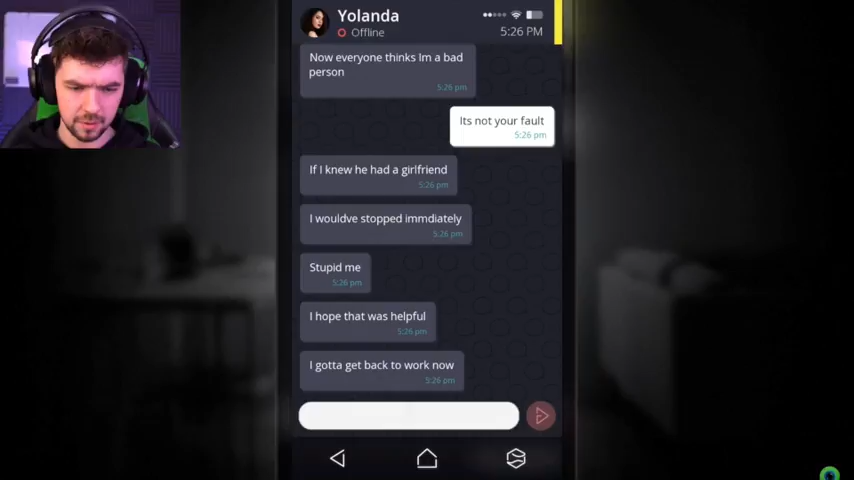 Yolanda
Offline
5:26 PM
Now everyone thinks Im a bad
person
5:26 pm
Its not your fault
5:26 pm
If I knew he had a girlfriend
5:26 pm
I wouldve stopped immdiately
5:26 pm
Stupid me
5:26 pm
I hope that was helpful
5:26 pm
I gotta get back to work now
5:26 pm